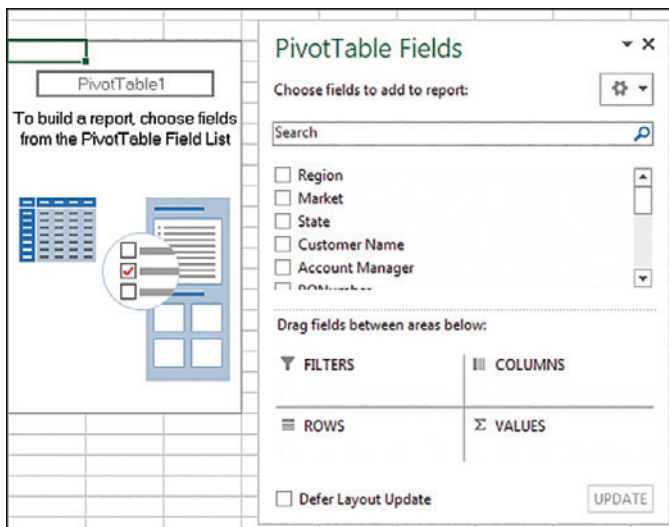 PivotTable1
To build a report, choose fields
from the PivotTable Field List
PivotTable Fields
Choose fields to add to report:
Search
Region
Market
State
Customer Name
Account Manager
Drag fields between areas below:
FILTERS
COLUMNS
ROWS
Σ VALUES
Defer Layout Update
UPDATE